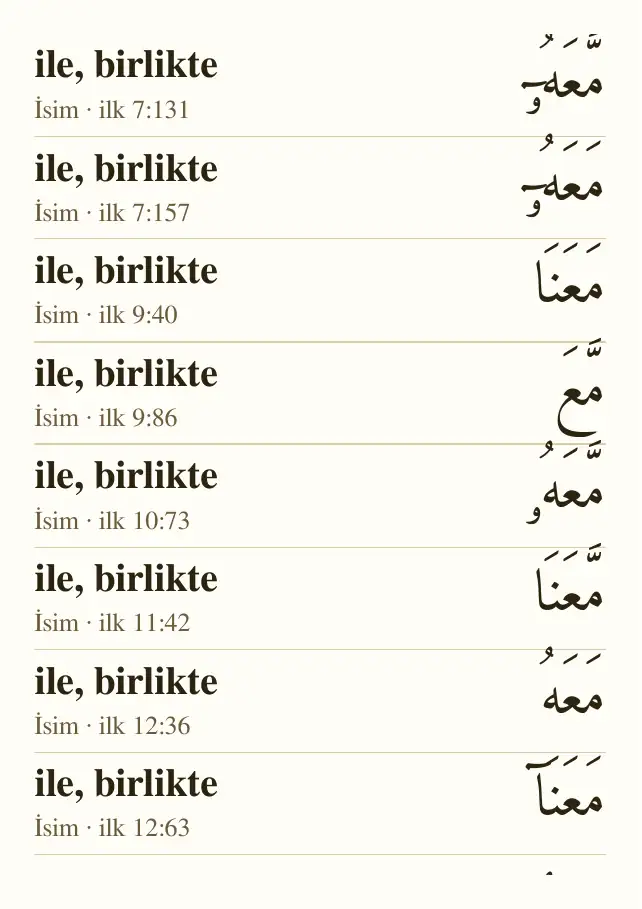 ile, birlikte مَّعَهُۥٓ
İsim · ilk 7:131
ile, birlikte مَعَهُۥٓ
İsim · ilk 7:157
ile, birlikte مَعَنَا
İsim · ilk 9:40
ile, birlikte مَّعَ
İsim · ilk 9:86
ile, birlikte مَّعَهُۥ
İsim · ilk 10:73
ile, birlikte مَّعَنَا
İsim · ilk 11:42
ile, birlikte مَعَهُ
İsim · ilk 12:36
ile, birlikte مَعَنَآ
İsim · ilk 12:63